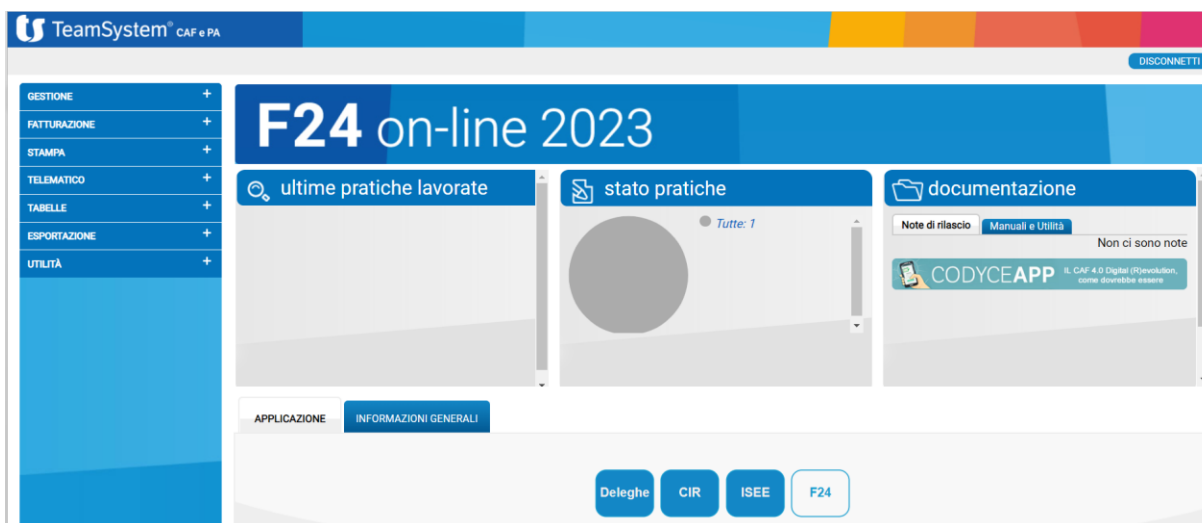 TeamSystem® CAF e PA
DISCONNETTI
GESTIONE +
FATTURAZIONE +
STAMPA +
TELEMATICO +
TABELLE +
ESPORTAZIONE +
UTILITÀ +
F24 on-line 2023
ultime pratiche lavorate
stato pratiche
Tutte: 1
documentazione
Note di rilascio Manuali e Utilità
Non ci sono note
CODYCEAPP
IL CAF 4.0 Digital (R)evolution,
come dovrebbe essere
APPLICAZIONE INFORMAZIONI GENERALI
Deleghe CIR ISEE F24